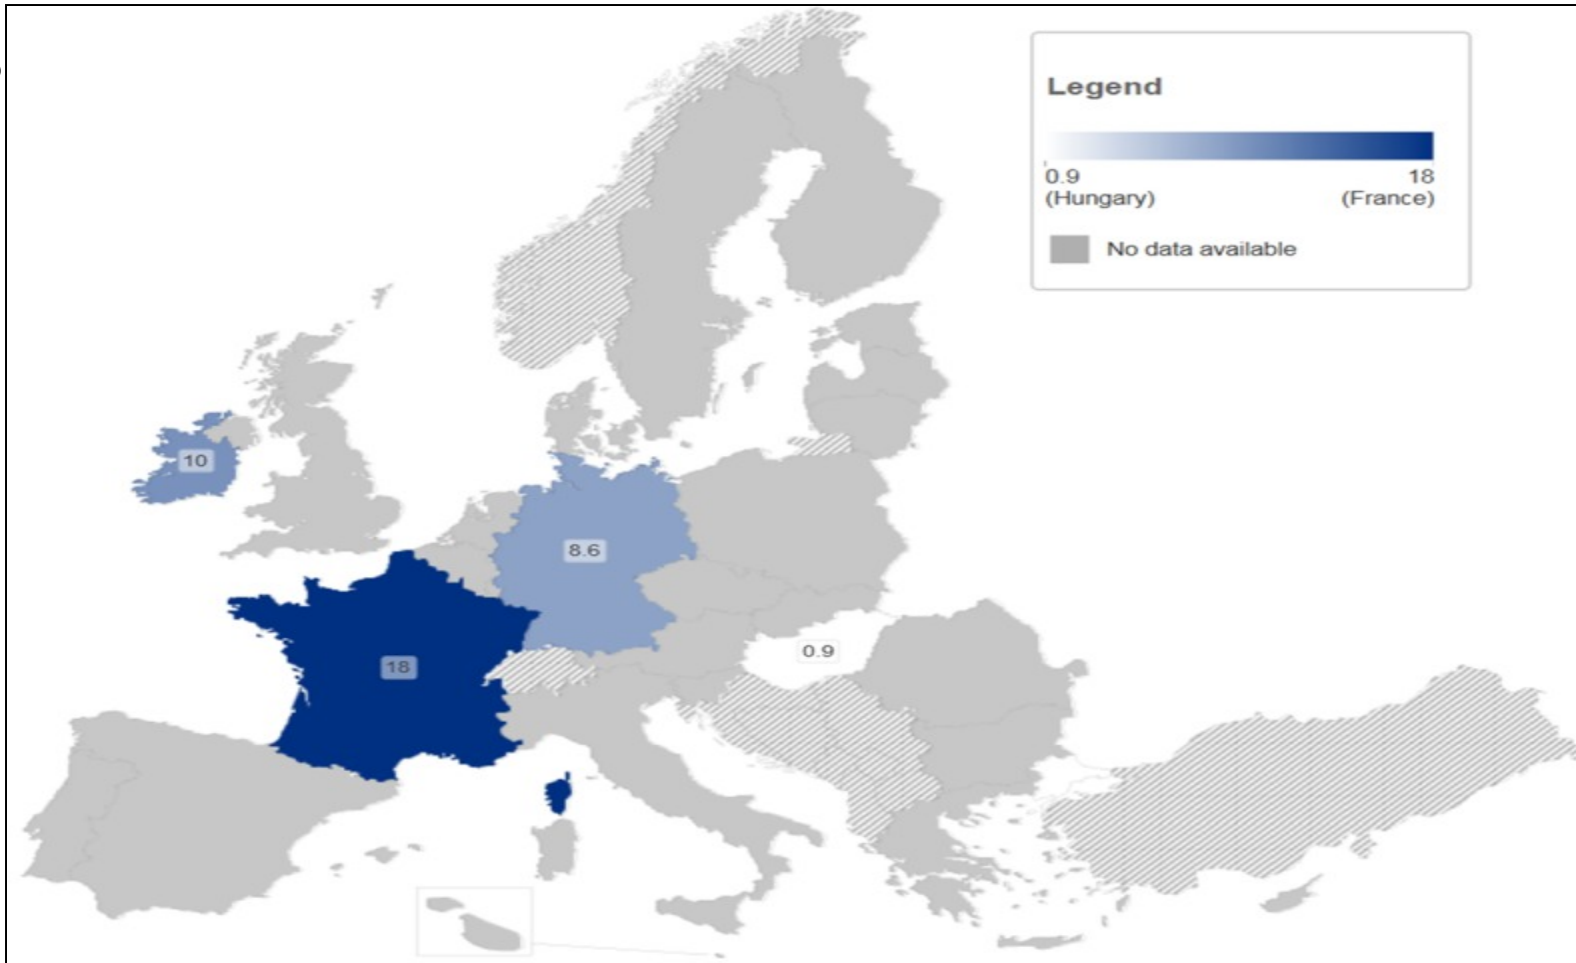 Legend
0.9 18
(Hungary) (France)
No data available
10
8.6
18
0.9